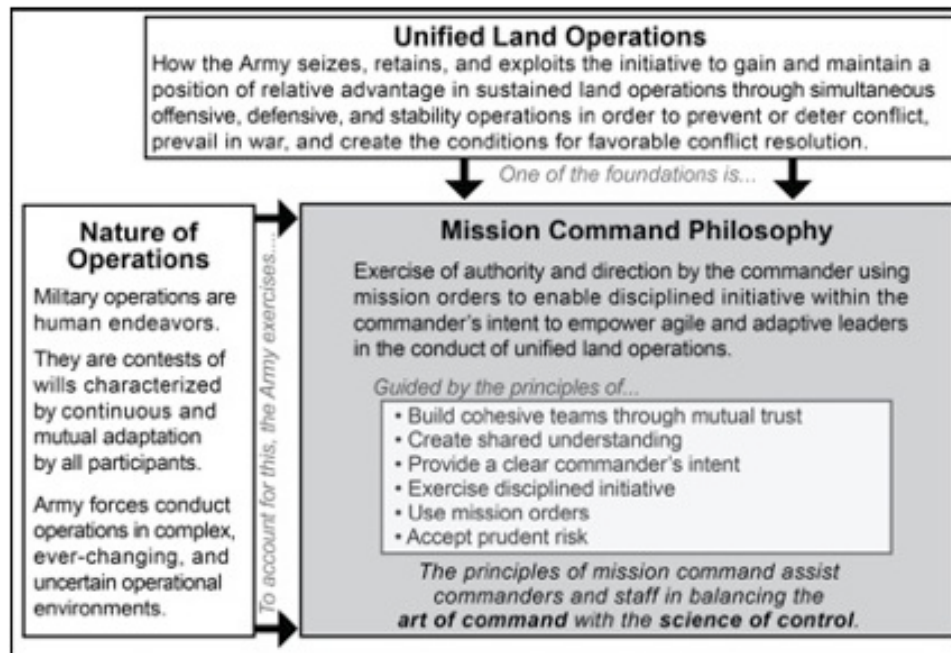 Unified Land Operations
How the Army seizes, retains, and exploits the initiative to gain and maintain a
position of relative advantage in sustained land operations through simultaneous
offensive, defensive, and stability operations in order to prevent or deter conflict,
prevail in war, and create the conditions for favorable conflict resolution.
One of the foundations is...
Nature of
Operations
Military operations are
human endeavors.
They are contests of
wills characterized
by continuous and
mutual adaptation
by all participants.
Army forces conduct
operations in complex,
ever-changing, and
uncertain operational
environments.
To account for this, the Army exercises....
Mission Command Philosophy
Exercise of authority and direction by the commander using
mission orders to enable disciplined initiative within the
commander's intent to empower agile and adaptive leaders
in the conduct of unified land operations.
Guided by the principles of...
• Build cohesive teams through mutual trust
• Create shared understanding
• Provide a clear commander's intent
• Exercise disciplined initiative
• Use mission orders
• Accept prudent risk
The principles of mission command assist
commanders and staff in balancing the
art of command with the science of control.